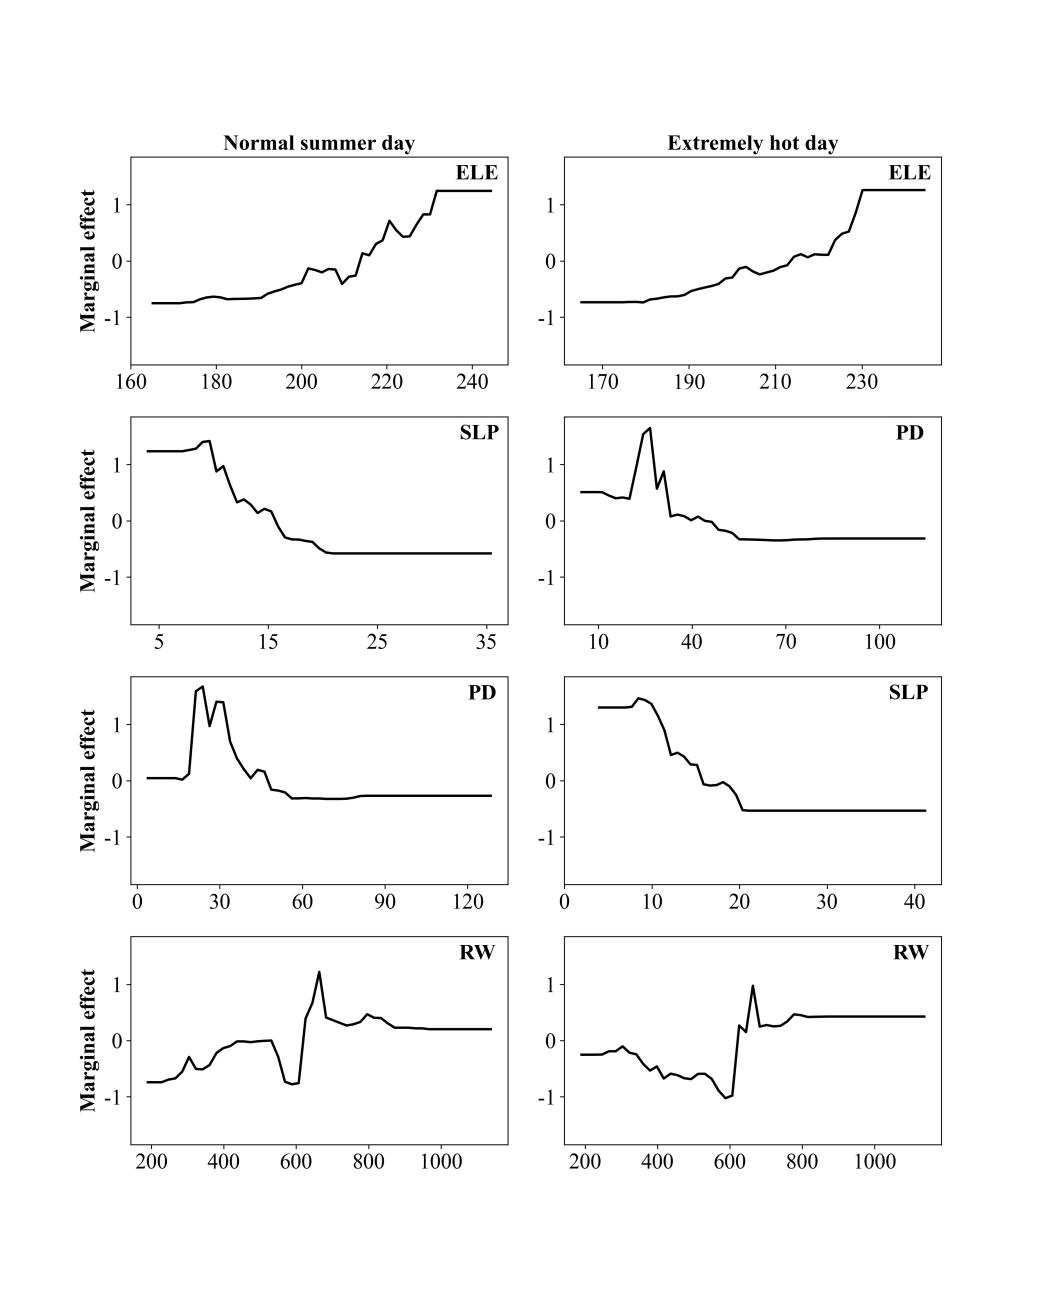 Normal summer day Extremely hot day
ELE ELE
Marginal effect
1 1
0 0
-1 -1
160 180 200 220 240 170 190 210 230
SLP PD
Marginal effect
1 1
0 0
-1 -1
5 15 25 35 10 40 70 100
PD SLP
Marginal effect
1 1
0 0
-1 -1
0 30 60 90 120 0 10 20 30 40
RW RW
Marginal effect
1 1
0 0
-1 -1
200 400 600 800 1000 200 400 600 800 1000